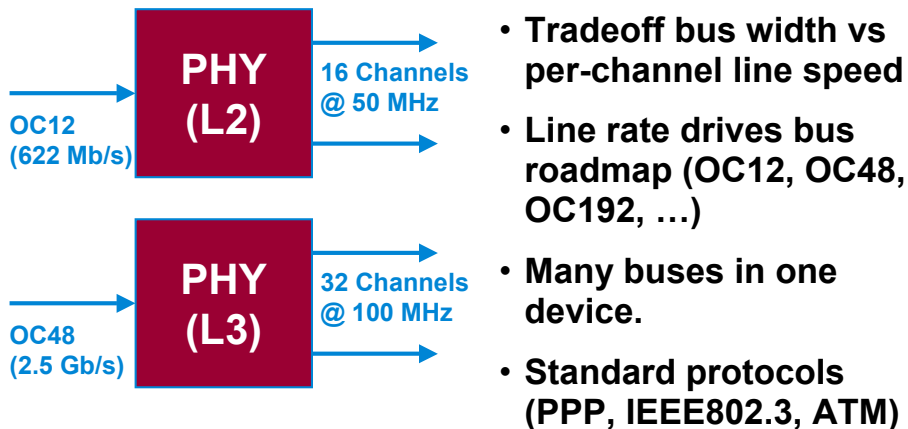 PHY
(L2)
OC12
(622 Mb/s)
16 Channels
@ 50 MHz
PHY
(L3)
OC48
(2.5 Gb/s)
32 Channels
@ 100 MHz
• Tradeoff bus width vs
per-channel line speed
• Line rate drives bus
roadmap (OC12, OC48,
OC192, …)
• Many buses in one
device.
• Standard protocols
(PPP, IEEE802.3, ATM)